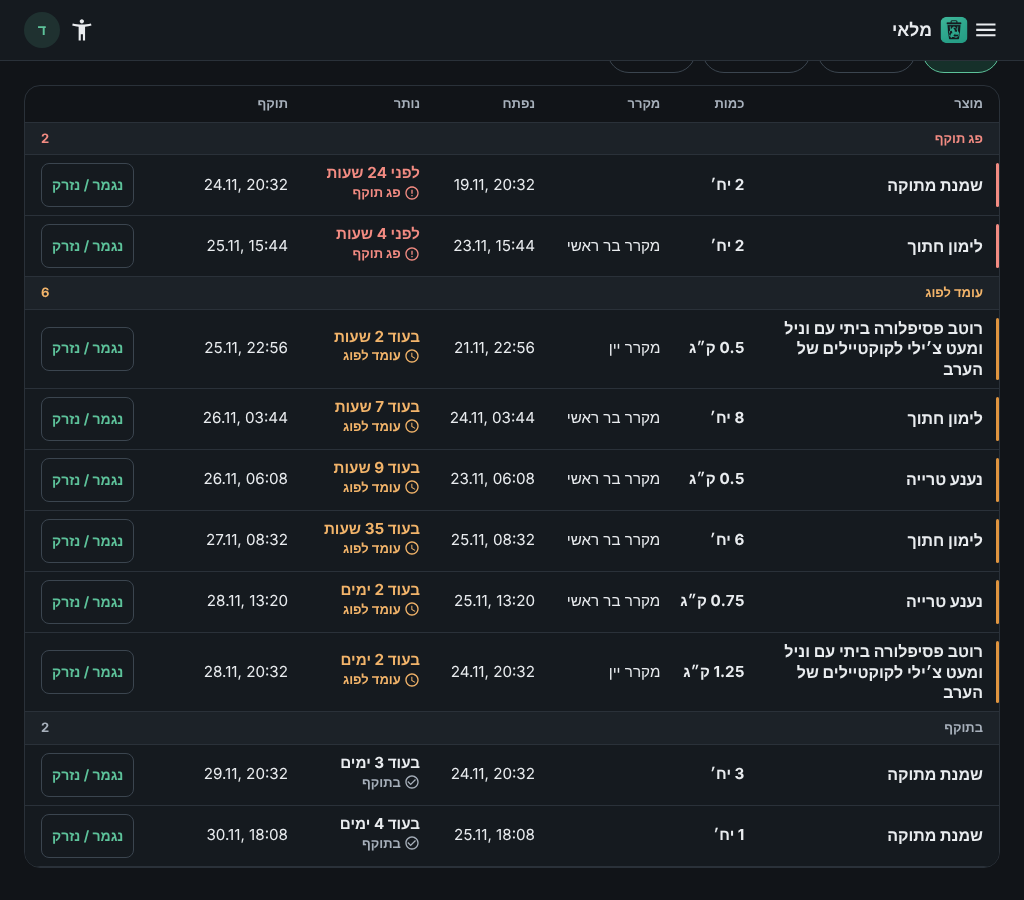 מלאי
ד
מוצר כמות מקרר נפתח נותר תוקף
פג תוקף 2
שמנת מתוקה 2 יח׳ 19.11, 20:32 לפני 24 שעות 24.11, 20:32 נגמר / נזרק
פג תוקף
לימון חתוך 2 יח׳ מקרר בר ראשי 23.11, 15:44 לפני 4 שעות 25.11, 15:44 נגמר / נזרק
פג תוקף
עומד לפוג 6
רוטב פסיפלורה ביתי עם וניל
ומעט צ׳ילי לקוקטיילים של
הערב
0.5 ק״ג מקרר יין 21.11, 22:56 בעוד 2 שעות 25.11, 22:56 נגמר / נזרק
עומד לפוג
לימון חתוך 8 יח׳ מקרר בר ראשי 24.11, 03:44 בעוד 7 שעות 26.11, 03:44 נגמר / נזרק
עומד לפוג
נענע טרייה 0.5 ק״ג מקרר בר ראשי 23.11, 06:08 בעוד 9 שעות 26.11, 06:08 נגמר / נזרק
עומד לפוג
לימון חתוך 6 יח׳ מקרר בר ראשי 25.11, 08:32 בעוד 35 שעות 27.11, 08:32 נגמר / נזרק
עומד לפוג
נענע טרייה 0.75 ק״ג מקרר בר ראשי 25.11, 13:20 בעוד 2 ימים 28.11, 13:20 נגמר / נזרק
עומד לפוג
רוטב פסיפלורה ביתי עם וניל
ומעט צ׳ילי לקוקטיילים של
הערב
1.25 ק״ג מקרר יין 24.11, 20:32 בעוד 2 ימים 28.11, 20:32 נגמר / נזרק
עומד לפוג
בתוקף 2
שמנת מתוקה 3 יח׳ 24.11, 20:32 בעוד 3 ימים 29.11, 20:32 נגמר / נזרק
בתוקף
שמנת מתוקה 1 יח׳ 25.11, 18:08 בעוד 4 ימים 30.11, 18:08 נגמר / נזרק
בתוקף